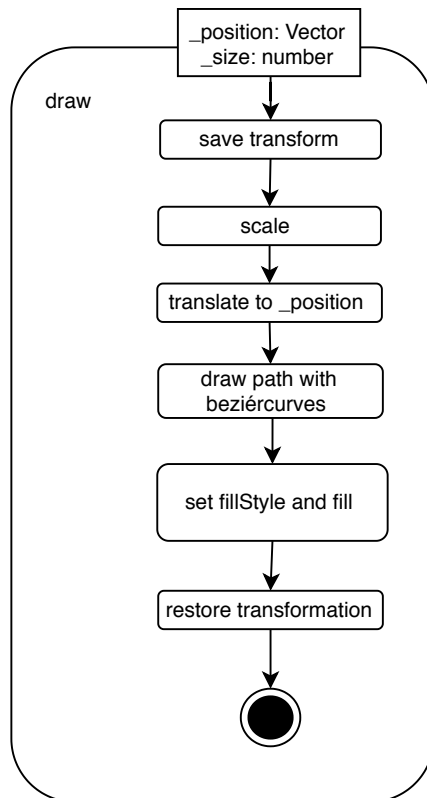 _position: Vector
_size: number
draw
save transform
scale
translate to _position
draw path with
beziércurves
set fillStyle and fill
restore transformation